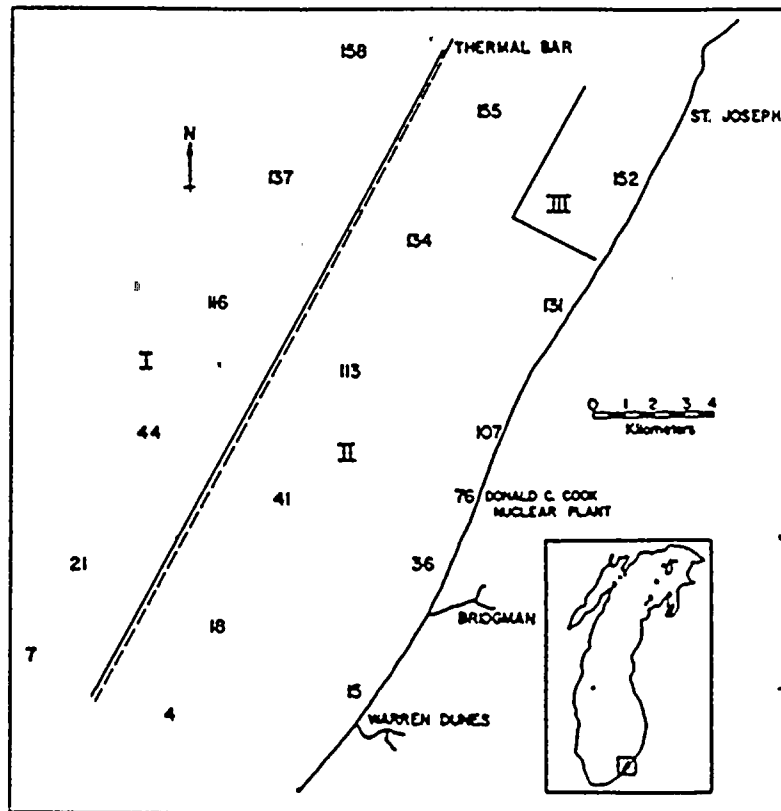 158
THERMAL BAR
155
ST. JOSEPH
N
137
152
III
134
116
131
I
113
0 1 2 3 4
Kilometers
44
107
II
41
76 DONALD C. COOK
NUCLEAR PLANT
21
36
18
BRIDGMAN
7
15
4
WARREN DUNES